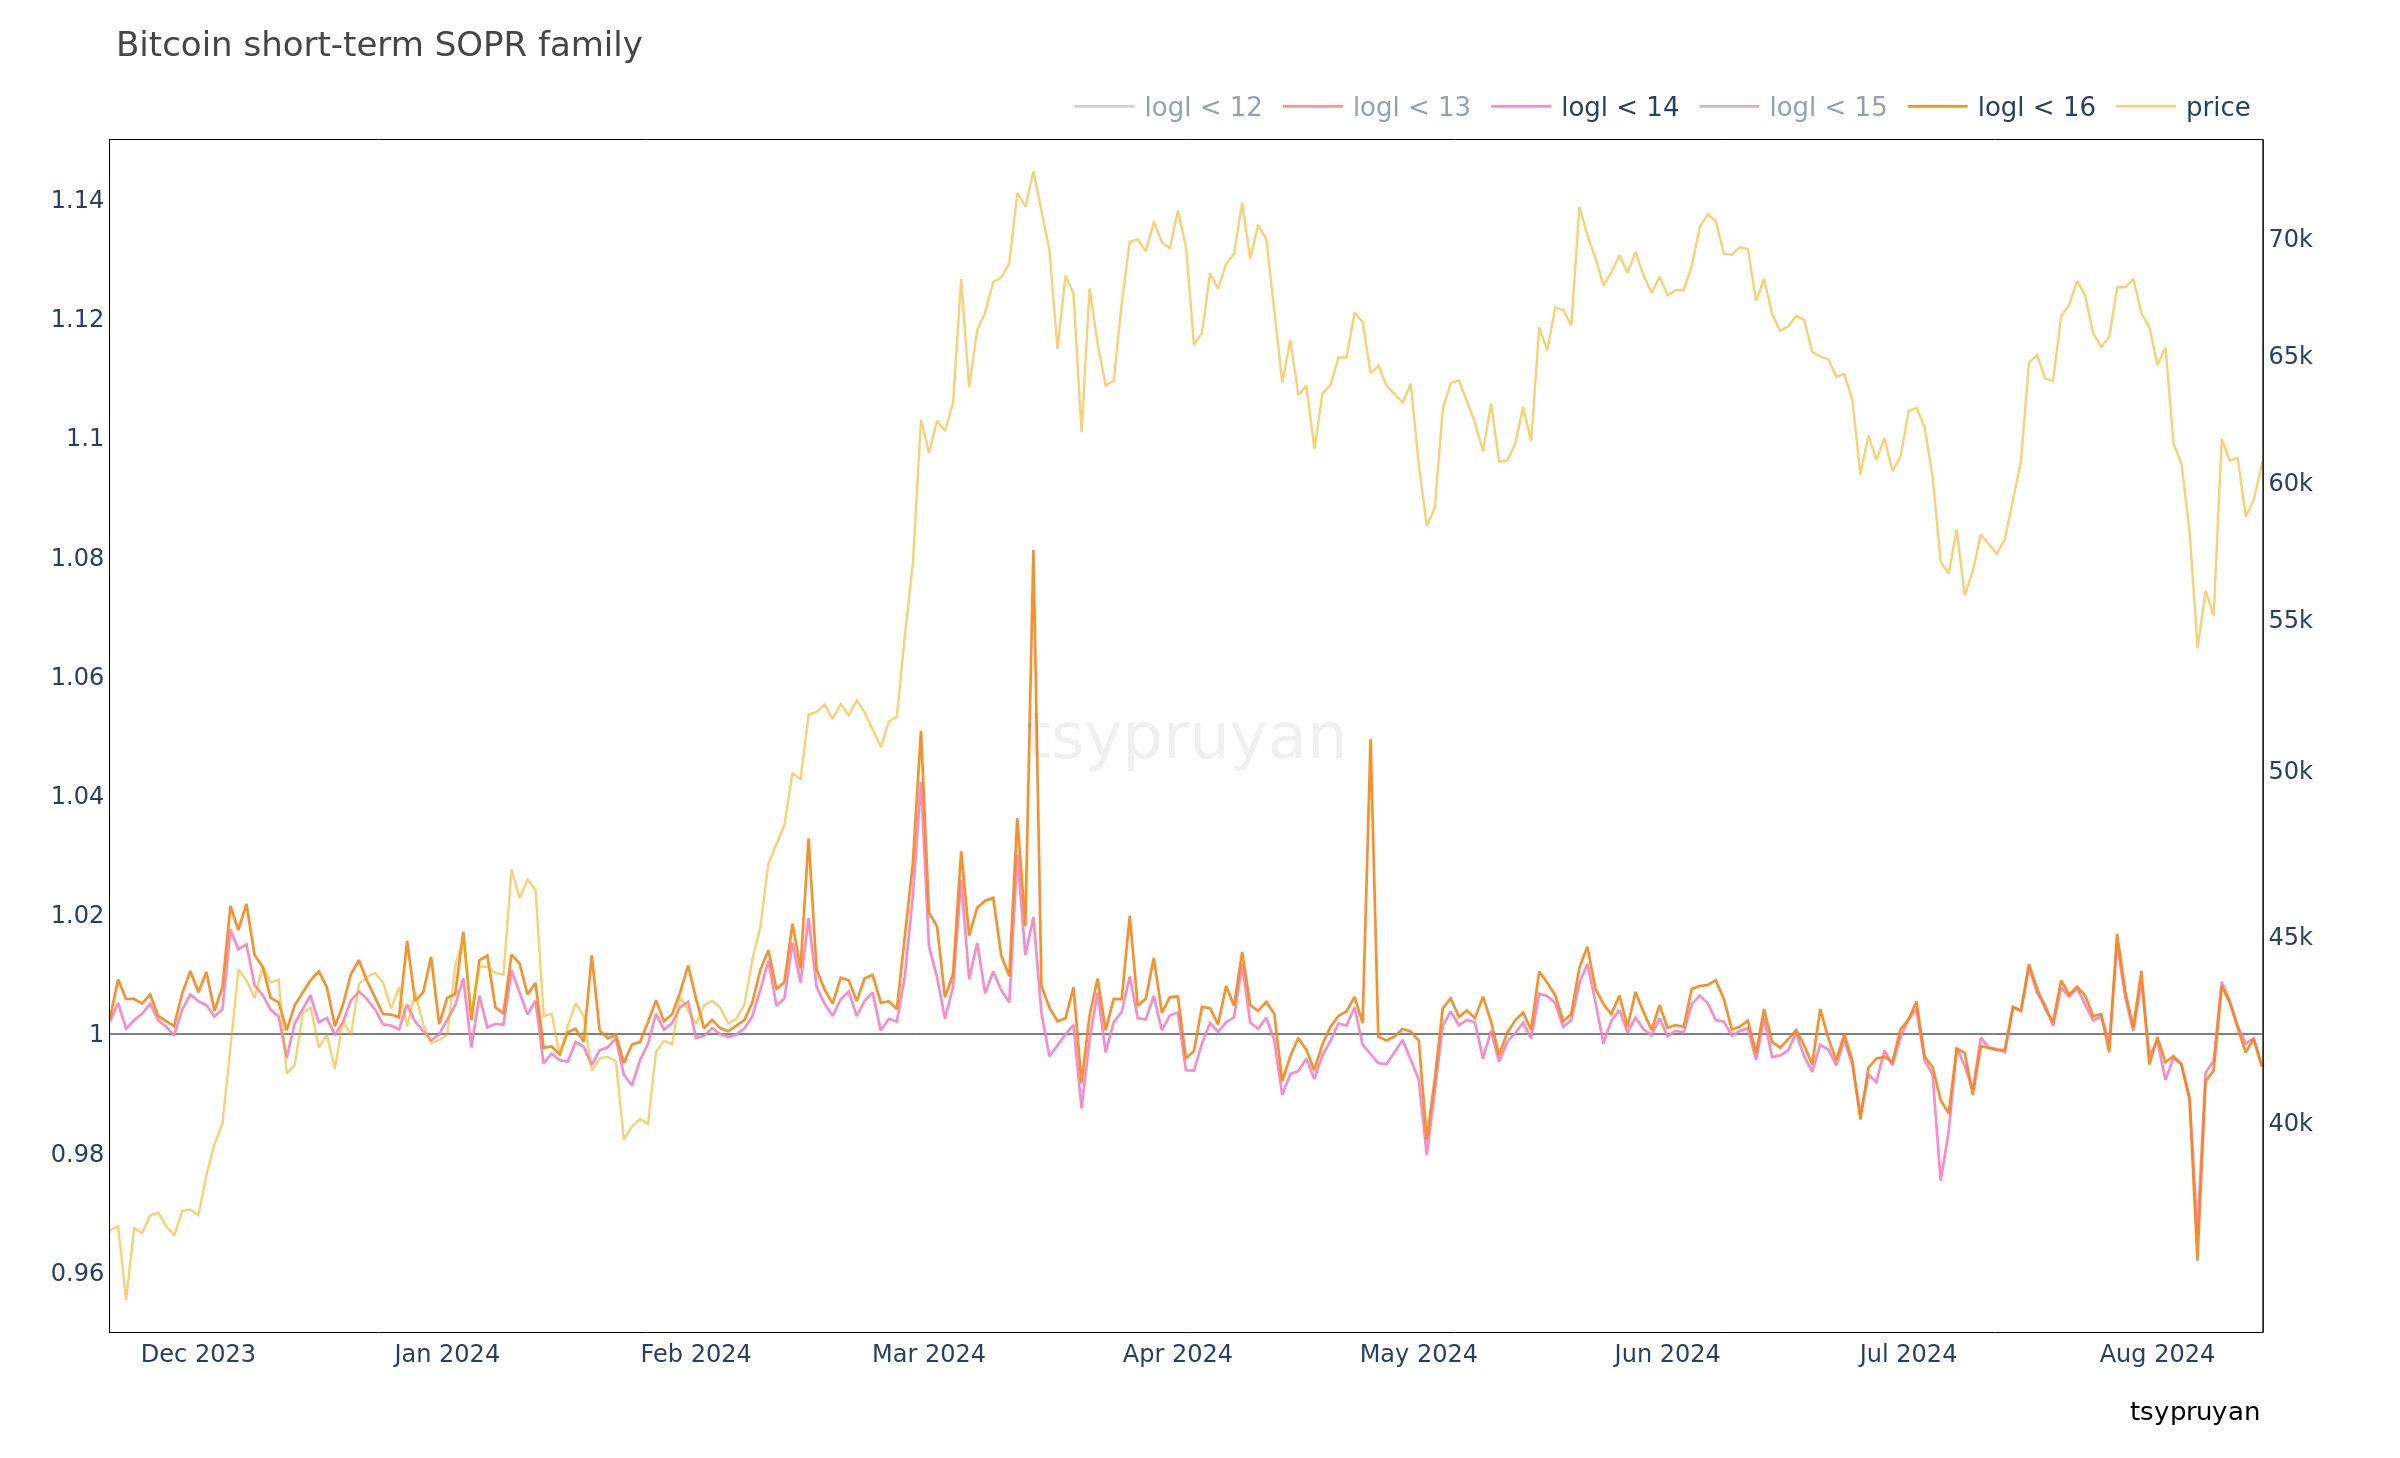 Bitcoin short-term SOPR family
logl < 12 logl < 13 logl < 14 logl < 15 logl < 16 price
1.14
1.12
1.1
1.08
1.06
1.04
1.02
1
0.98
0.96
70k
65k
60k
55k
50k
45k
40k
tsypruyan
Dec 2023 Jan 2024 Feb 2024 Mar 2024 Apr 2024 May 2024 Jun 2024 Jul 2024 Aug 2024
tsypruyan